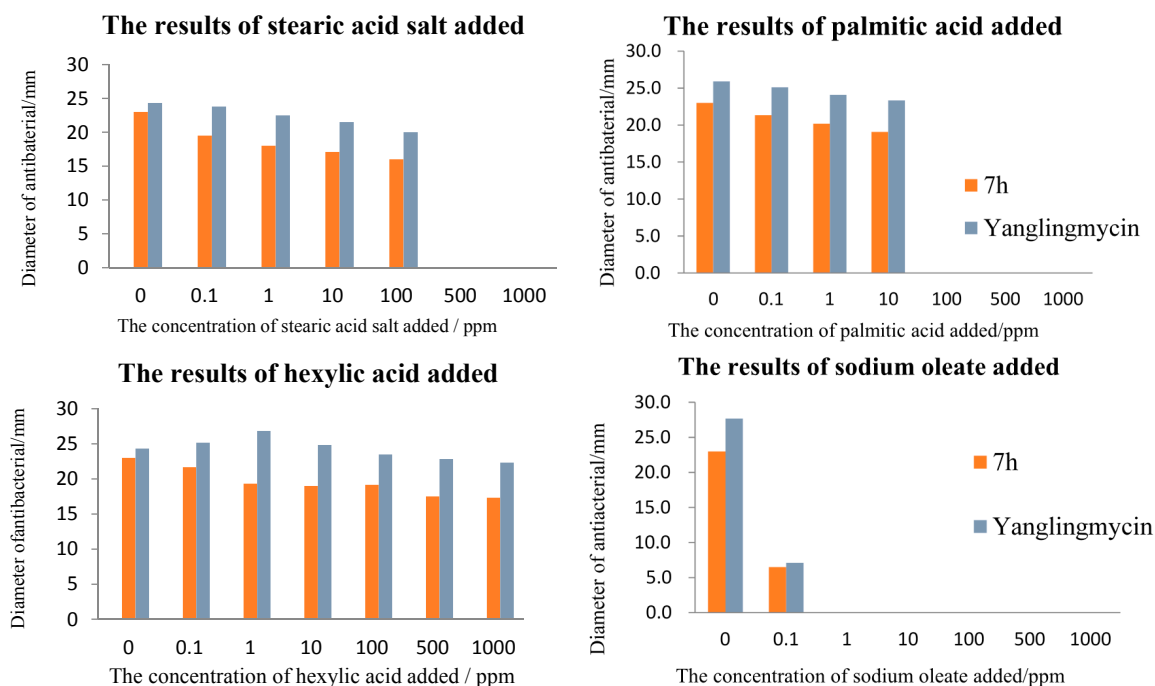 The results of stearic acid salt added
Diameter of antibaterial/mm
30
25
20
15
10
5
0
0 0.1 1 10 100 500 1000
The concentration of stearic acid salt added / ppm
The results of palmitic acid added
Diameter of antibaterial/mm
30.0
25.0
20.0
15.0
10.0
5.0
0.0
7h
Yanglingmycin
0 0.1 1 10 100 500 1000
The concentration of palmitic acid added/ppm
The results of hexylic acid added
Diameter ofantibacterial/mm
30
25
20
15
10
5
0
0 0.1 1 10 100 500 1000
The concentration of hexylic acid added / ppm
The results of sodium oleate added
Diameter of antiacterial/mm
30.0
25.0
20.0
15.0
10.0
5.0
0.0
7h
Yanglingmycin
0 0.1 1 10 100 500 1000
The concentration of sodium oleate added/ppm